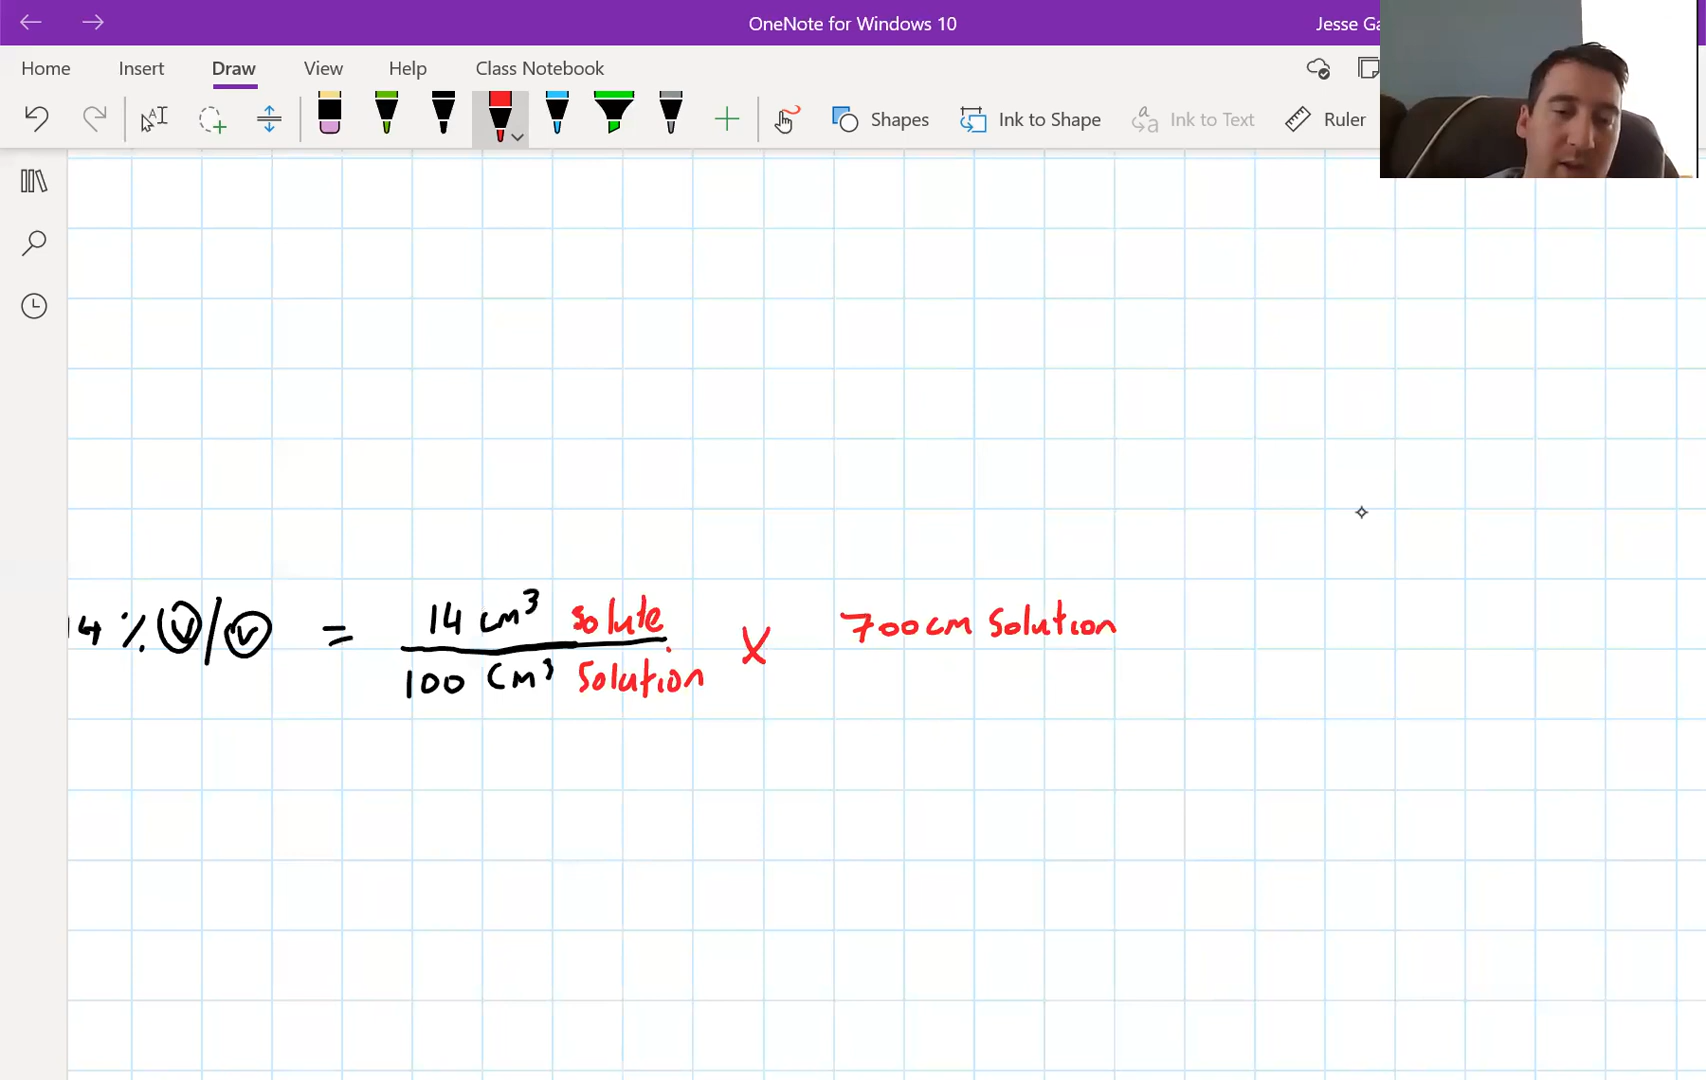 OneNote for Windows 10
Jesse Ga
Home Insert Draw View Help Class Notebook
Shapes Ink to Shape Ink to Text Ruler
14 % V/V = 14 cm³ solute / 100 cm³ solution X 700cm solution